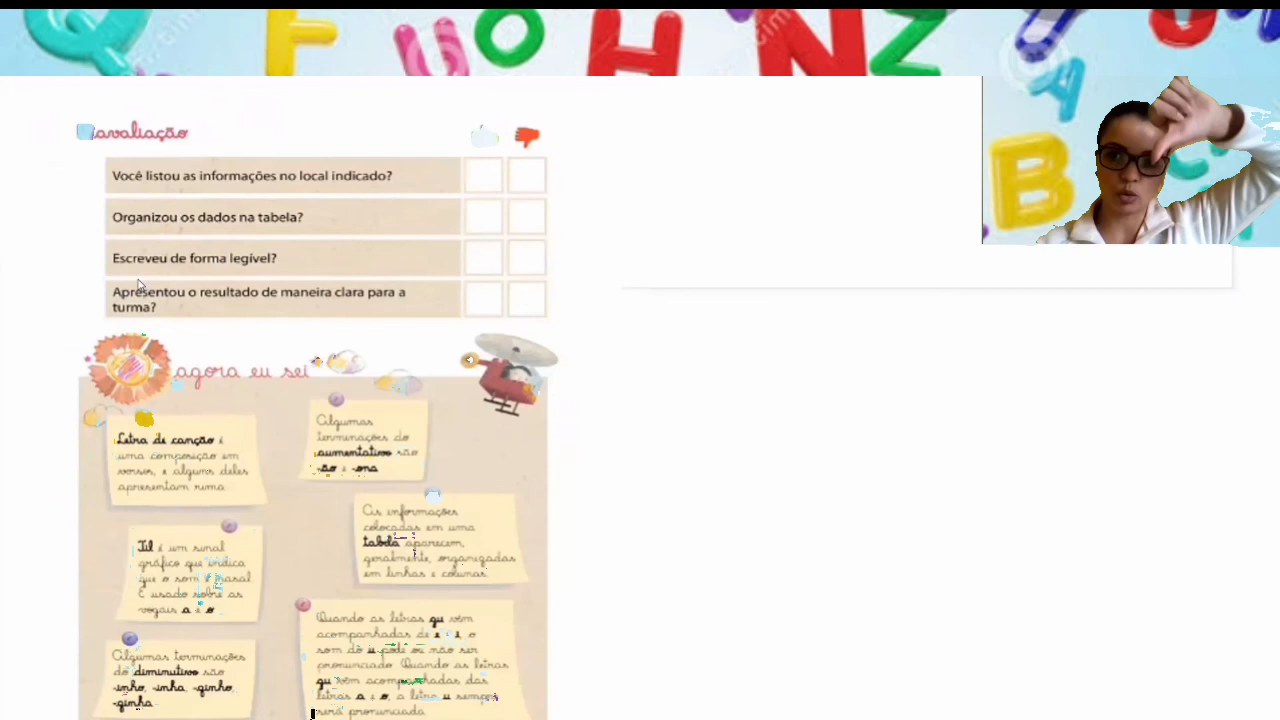 avaliação
Você listou as informações no local indicado?
Organizou os dados na tabela?
Escreveu de forma legível?
Apresentou o resultado de maneira clara para a
turma?
agora eu sei
Letra de canção é
uma composição em
versos, e alguns deles
apresentam rima.
Algumas
terminações do
aumentativo são
-ão e -ona
As informações
colocadas em uma
tabela aparecem,
geralmente, organizadas
em linhas e colunas
Til é um sinal
gráfico que indica
que o som é nasal.
É usado sobre as
vogais a e o
Quando as letras gu vêm
acompanhadas de e e i, o
som do u pode ou não ser
pronunciado. Quando as letras
gu vêm acompanhadas das
letras a e o, a letra u sempre
será pronunciada.
Algumas terminações
do diminutivo são
-inho, -inha, -zinho,
-zinha